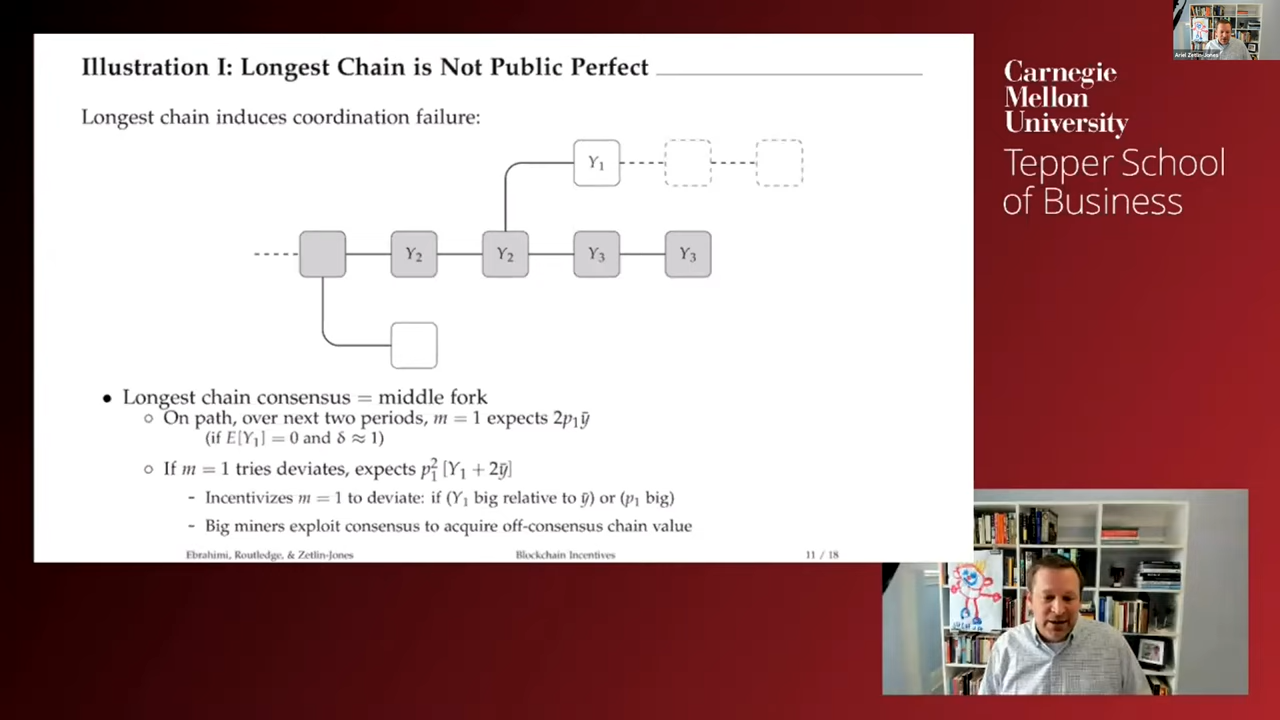 Illustration I: Longest Chain is Not Public Perfect
Longest chain induces coordination failure:
Y₁
Y₂
Y₂
Y₃
Y₃
• Longest chain consensus = middle fork
○ On path, over next two periods, m = 1 expects 2p₁ȳ
(if E[Y₁] = 0 and δ ≈ 1)
○ If m = 1 tries deviates, expects p₁² [Y₁ + 2ȳ]
- Incentivizes m = 1 to deviate: if (Y₁ big relative to ȳ) or (p₁ big)
- Big miners exploit consensus to acquire off-consensus chain value
Ebrahimi, Routledge, & Zetlin-Jones Blockchain Incentives 11 / 18
Ariel Zetlin-Jones
Carnegie
Mellon
University
Tepper School
of Business